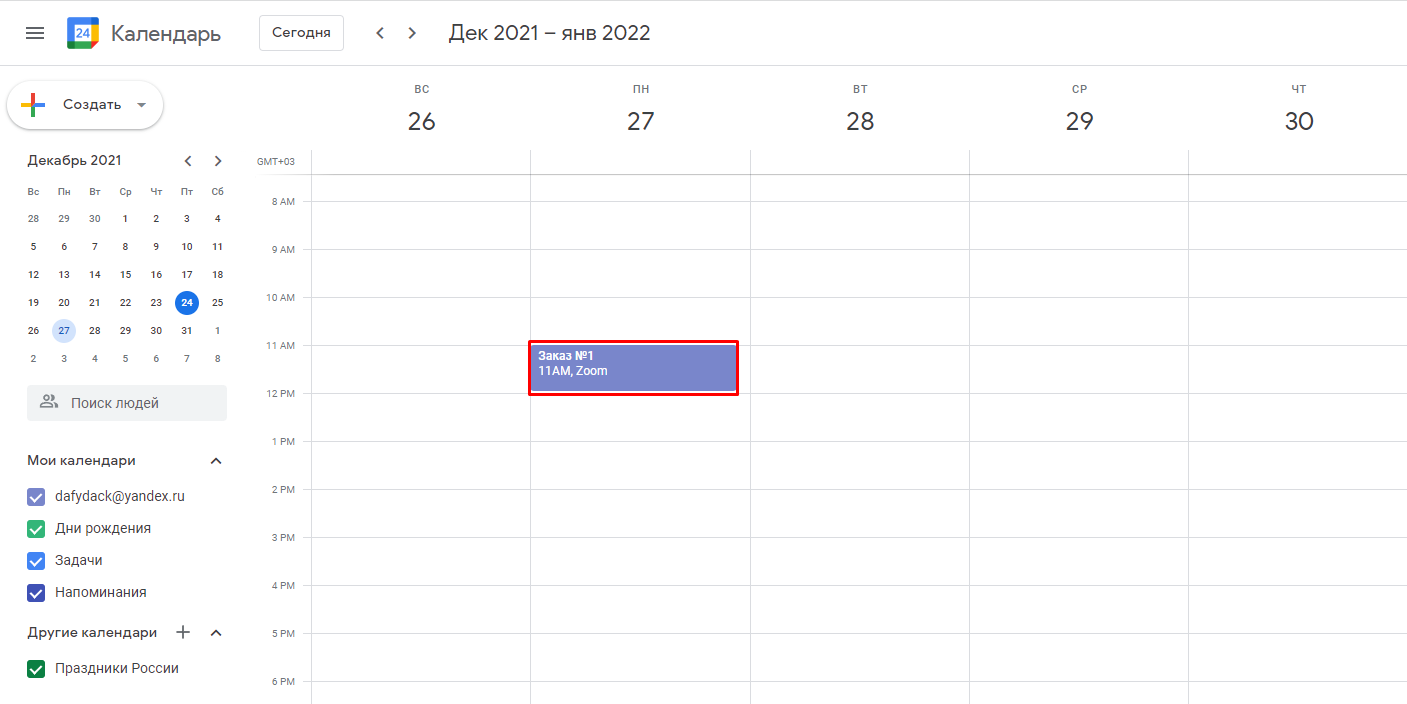 24
Календарь
Сегодня
Дек 2021 – янв 2022
Создать
Декабрь 2021
Вс Пн Вт Ср Чт Пт Сб
28 29 30 1 2 3 4
5 6 7 8 9 10 11
12 13 14 15 16 17 18
19 20 21 22 23 24 25
26 27 28 29 30 31 1
2 3 4 5 6 7 8
Поиск людей
Мои календари
dafydack@yandex.ru
Дни рождения
Задачи
Напоминания
Другие календари
Праздники России
ВС ПН ВТ СР ЧТ
26 27 28 29 30
GMT+03
8 AM
9 AM
10 AM
11 AM
Заказ №1
11AM, Zoom
12 PM
1 PM
2 PM
3 PM
4 PM
5 PM
6 PM